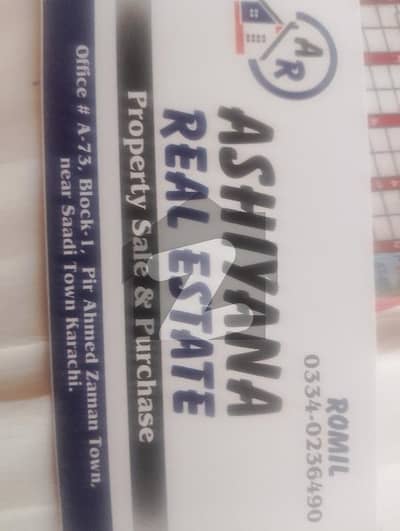 AR
ASHIYANA
REAL ESTATE
ROMIL
0334-0236490
Property Sale & Purchase
Office # A-73, Block-1, Pir Ahmed Zaman Town,
near Saadi Town Karachi.